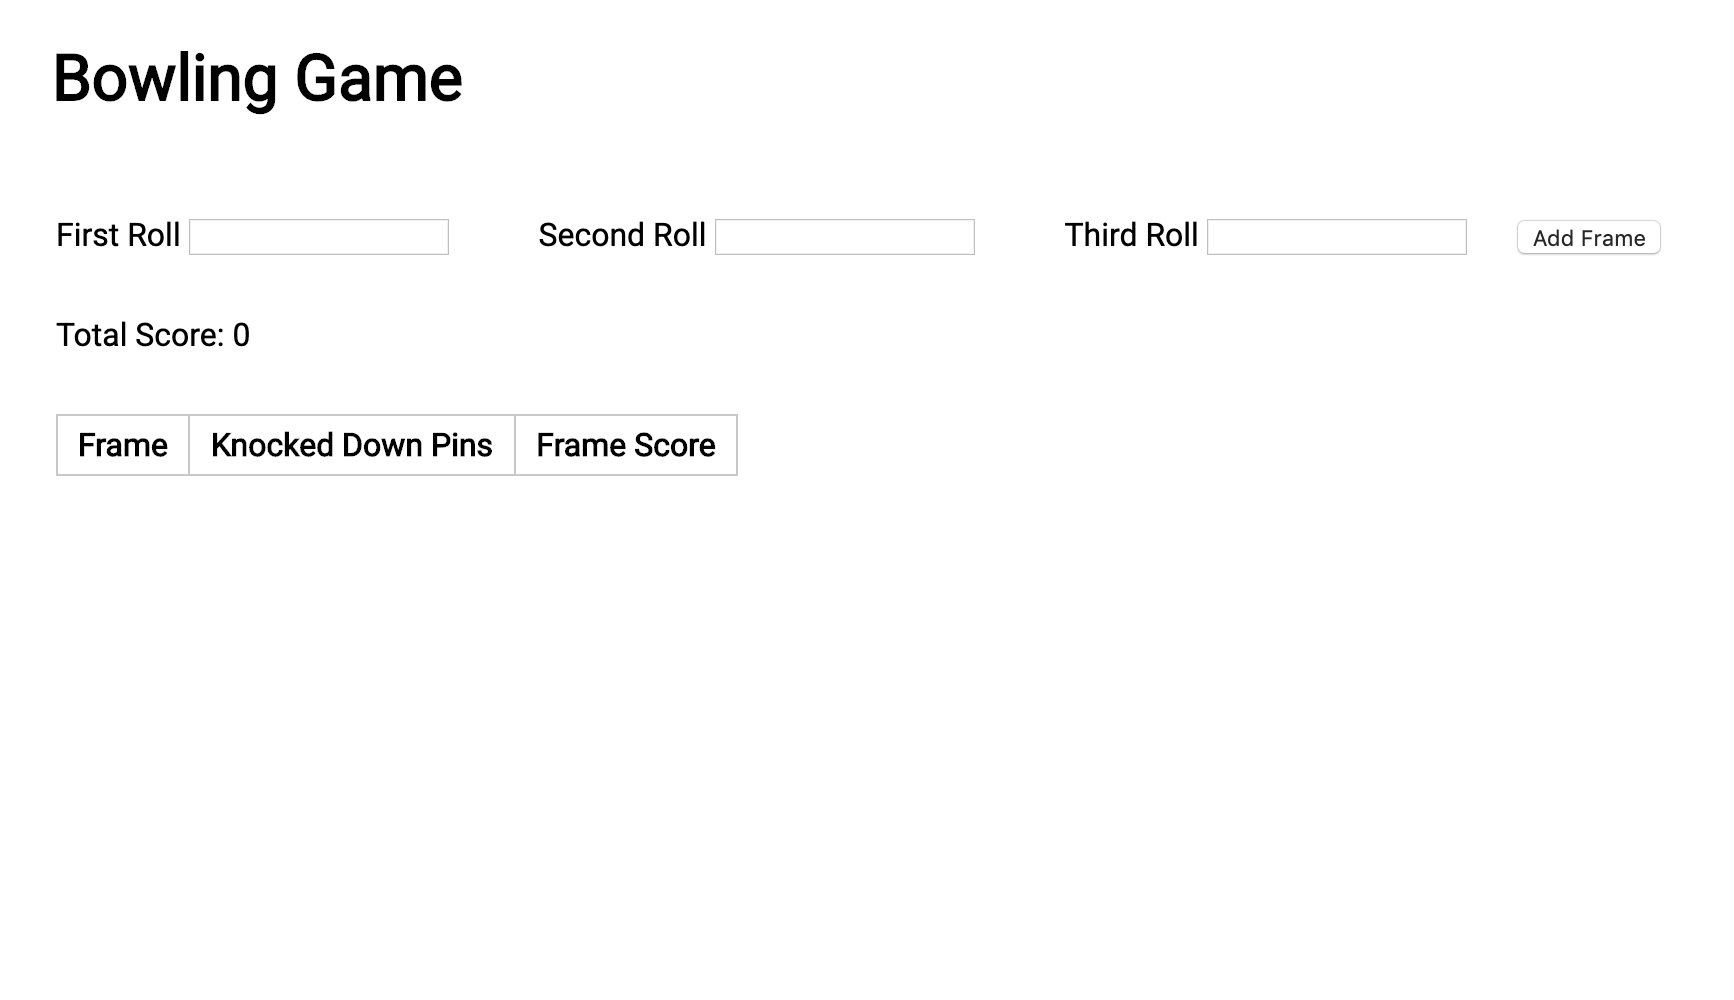 Bowling Game
First Roll Second Roll Third Roll Add Frame
Total Score: 0
Frame Knocked Down Pins Frame Score